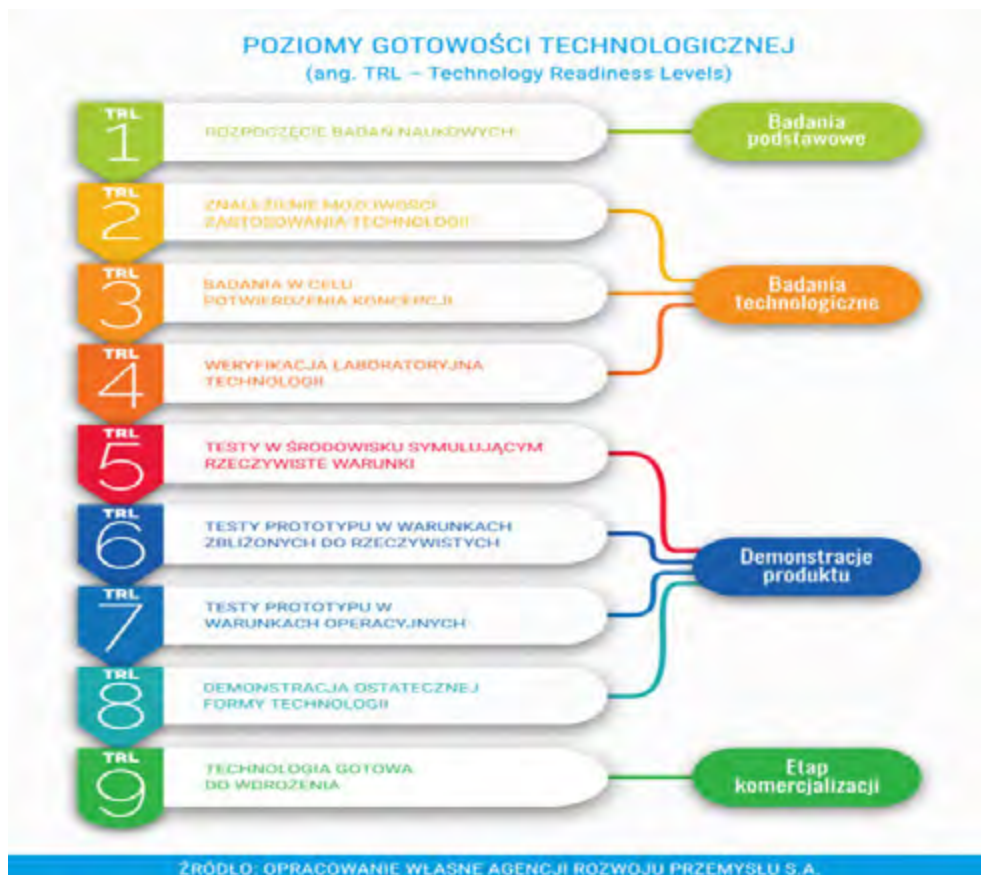 POZIOMY GOTOWOŚCI TECHNOLOGICZNEJ
(ang. TRL – Technology Readiness Levels)
TRL
1
ROZPOCZĘCIE BADAŃ NAUKOWYCH
Badania
podstawowe
TRL
2
ZNALEZIENIE MOŻLIWOŚCI
ZASTOSOWANIA TECHNOLOGII
TRL
3
BADANIA W CELU
POTWIERDZENIA KONCEPCJI
Badania
technologiczne
TRL
4
WERYFIKACJA LABORATORYJNA
TECHNOLOGII
TRL
5
TESTY W ŚRODOWISKU SYMULUJĄCYM
RZECZYWISTE WARUNKI
TRL
6
TESTY PROTOTYPU W WARUNKACH
ZBLIŻONYCH DO RZECZYWISTYCH
Demonstracje
produktu
TRL
7
TESTY PROTOTYPU W
WARUNKACH OPERACYJNYCH
TRL
8
DEMONSTRACJA OSTATECZNEJ
FORMY TECHNOLOGII
TRL
9
TECHNOLOGIA GOTOWA
DO WDROŻENIA
Etap
komercjalizacji
ŹRÓDŁO: OPRACOWANIE WŁASNE AGENCJI ROZWOJU PRZEMYSŁU S.A.